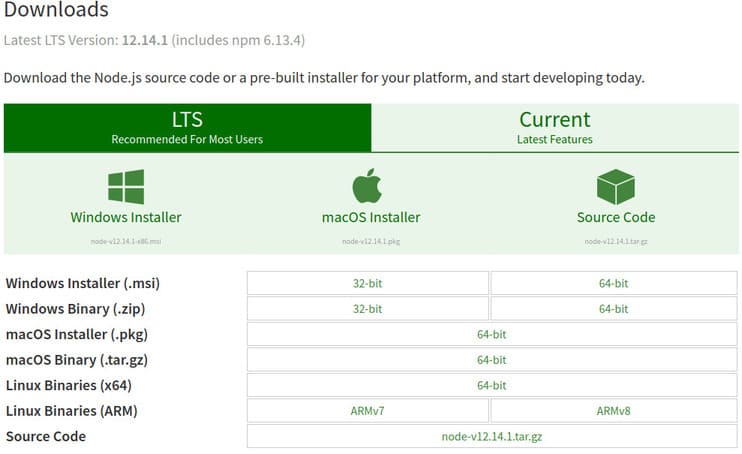 Downloads
Latest LTS Version: 12.14.1 (includes npm 6.13.4)
Download the Node.js source code or a pre-built installer for your platform, and start developing today.
LTS Current
Recommended For Most Users Latest Features
Windows Installer macOS Installer Source Code
node-v12.14.1-x86.msi node-v12.14.1.pkg node-v12.14.1.tar.gz
Windows Installer (.msi) 32-bit 64-bit
Windows Binary (.zip) 32-bit 64-bit
macOS Installer (.pkg) 64-bit
macOS Binary (.tar.gz) 64-bit
Linux Binaries (x64) 64-bit
Linux Binaries (ARM) ARMv7 ARMv8
Source Code node-v12.14.1.tar.gz